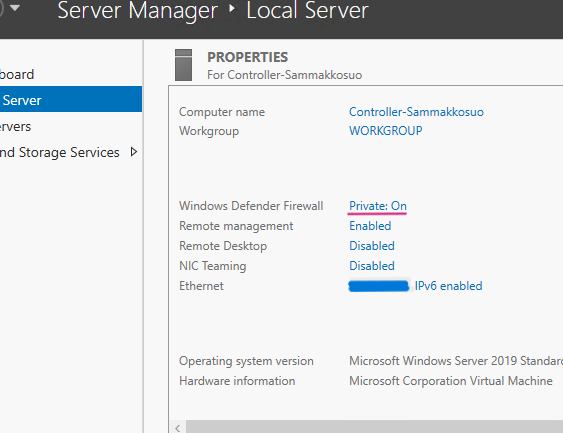 Server Manager ‣ Local Server
PROPERTIES
For Controller-Sammakkosuo
board
Server
ervers
nd Storage Services
Computer name Controller-Sammakkosuo
Workgroup WORKGROUP
Windows Defender Firewall Private: On
Remote management Enabled
Remote Desktop Disabled
NIC Teaming Disabled
Ethernet IPv6 enabled
Operating system version Microsoft Windows Server 2019 Standar
Hardware information Microsoft Corporation Virtual Machine